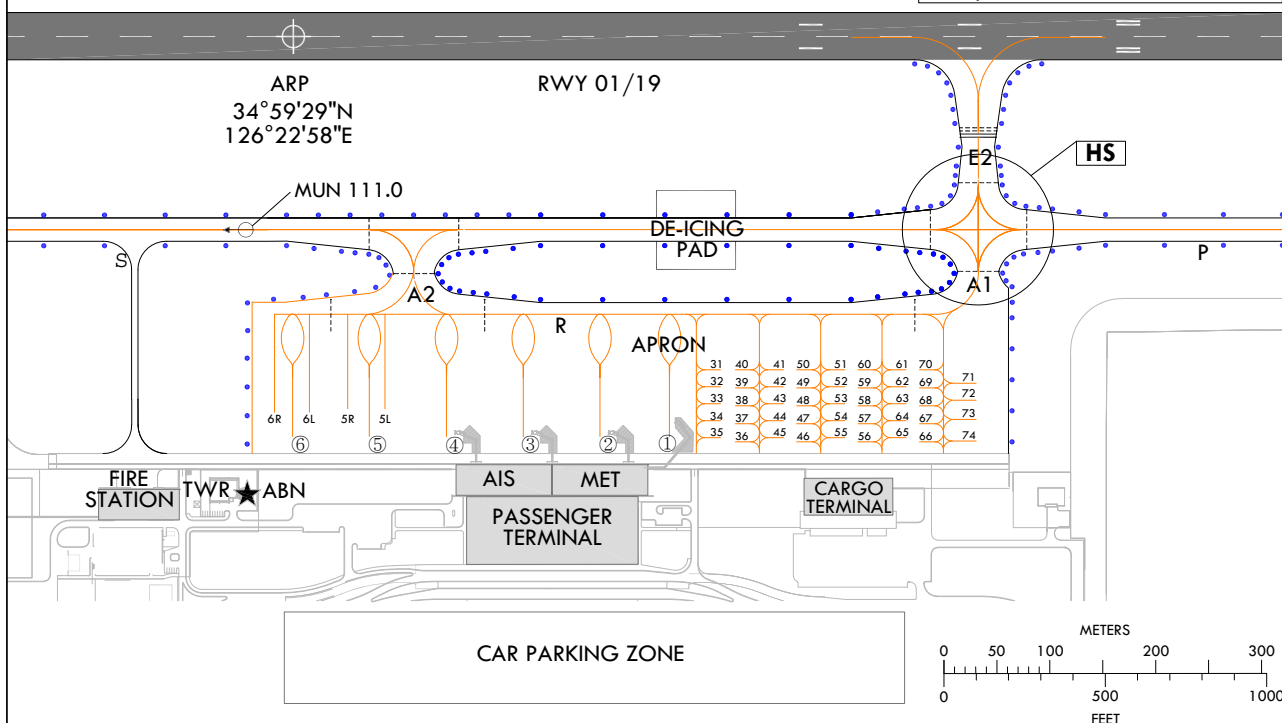 ARP
34°59'29"N
126°22'58"E
RWY 01/19
E2
HS
MUN 111.0
DE-ICING
PAD
S
P
A2
A1
R
APRON
31 40 41 50 51 60 61 70
71
32 39 42 49 52 59 62 69
72
33 38 43 48 53 58 63 68
73
34 37 44 47 54 57 64 67
74
35 36 45 46 55 56 65 66
6R 6L 5R 5L
⑥ ⑤ ④ ③ ② ①
FIRE
STATION
TWR ABN
AIS MET
CARGO
TERMINAL
PASSENGER
TERMINAL
CAR PARKING ZONE
METERS
0 50 100 200 300
0 500 1000
FEET